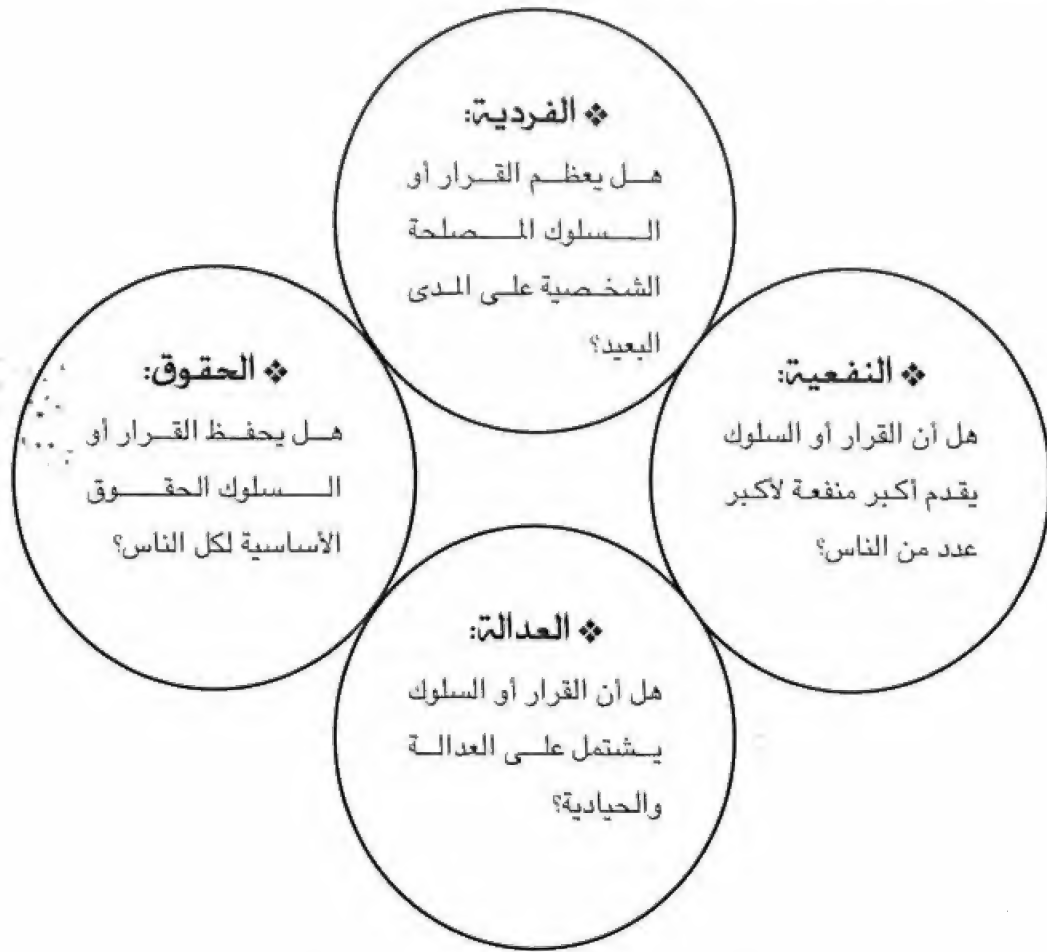 ❖ الفردية:
هل يعظم القرار أو
السلوك المصلحة
الشخصية على المدى
البعيد؟
❖ النفعية:
هل أن القرار أو السلوك
يقدم أكبر منفعة لأكبر
عدد من الناس؟
❖ الحقوق:
هل يحفظ القرار أو
السلوك الحقوق
الأساسية لكل الناس؟
❖ العدالة:
هل أن القرار أو السلوك
يشتمل على العدالة
والحيادية؟